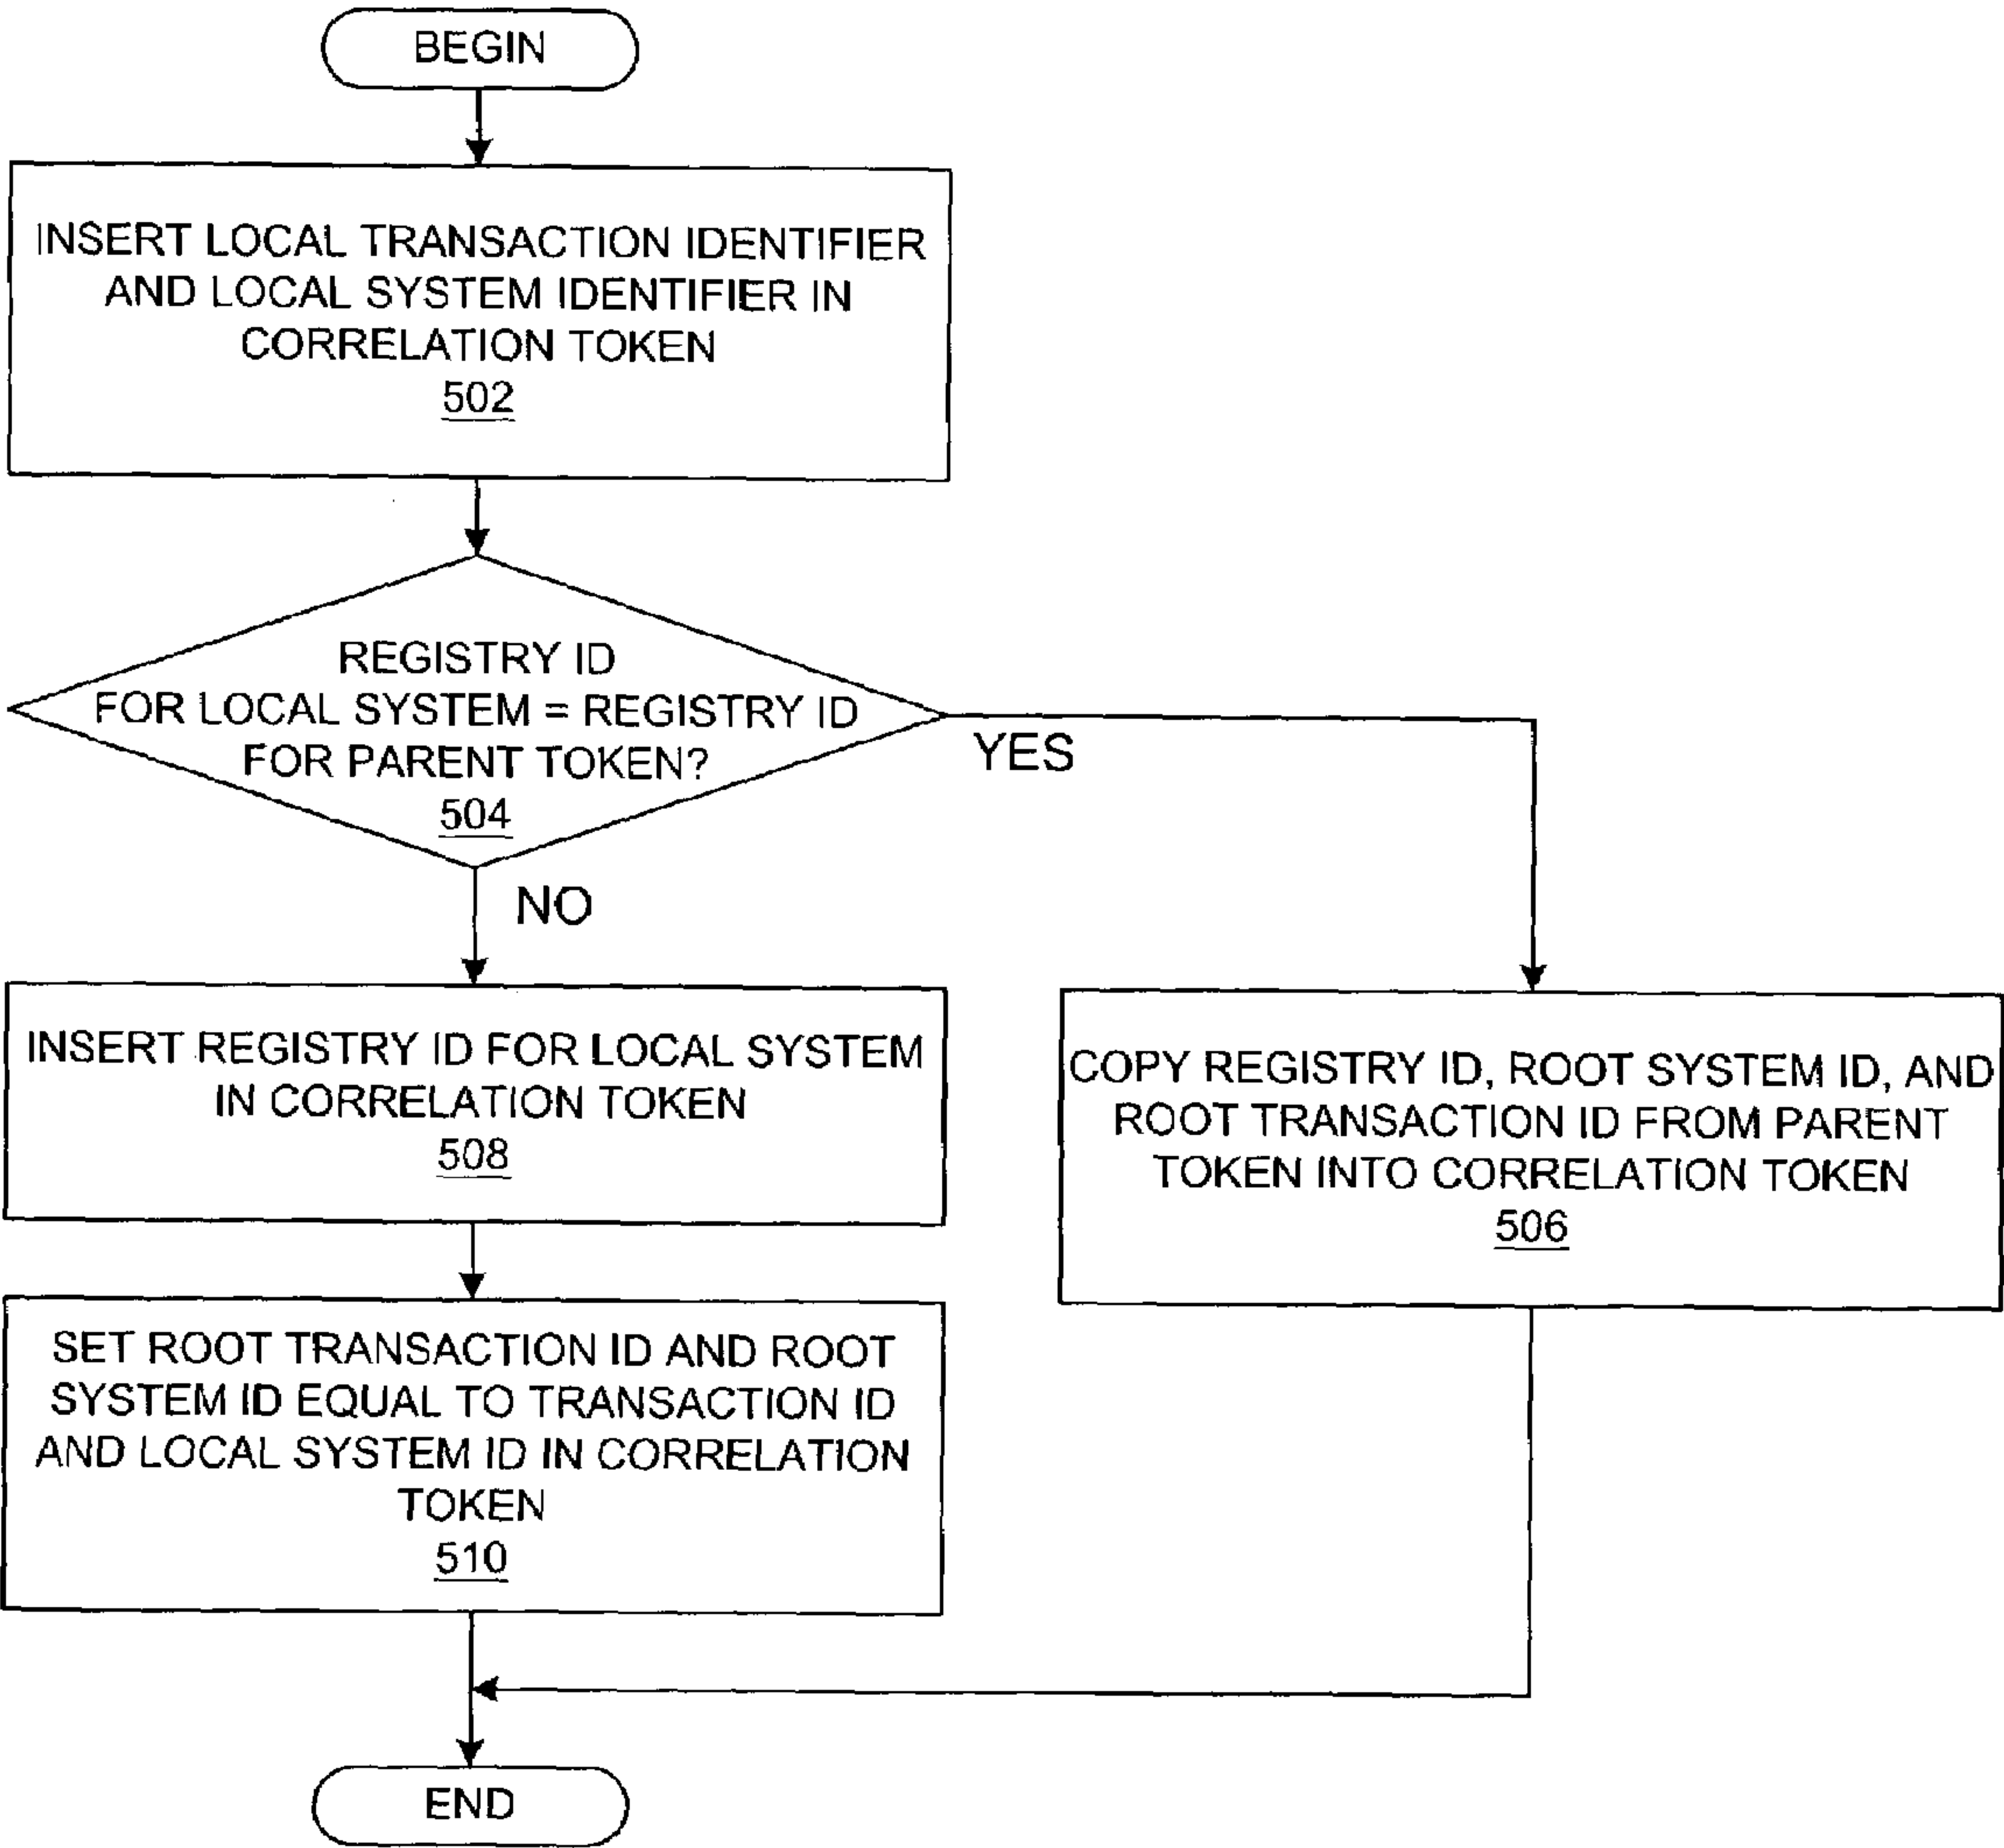 BEGIN
INSERT LOCAL TRANSACTION IDENTIFIER
AND LOCAL SYSTEM IDENTIFIER IN
CORRELATION TOKEN
502
REGISTRY ID
FOR LOCAL SYSTEM = REGISTRY ID
FOR PARENT TOKEN?
504
YES
NO
INSERT REGISTRY ID FOR LOCAL SYSTEM
IN CORRELATION TOKEN
508
COPY REGISTRY ID, ROOT SYSTEM ID, AND
ROOT TRANSACTION ID FROM PARENT
TOKEN INTO CORRELATION TOKEN
506
SET ROOT TRANSACTION ID AND ROOT
SYSTEM ID EQUAL TO TRANSACTION ID
AND LOCAL SYSTEM ID IN CORRELATION
TOKEN
510
END